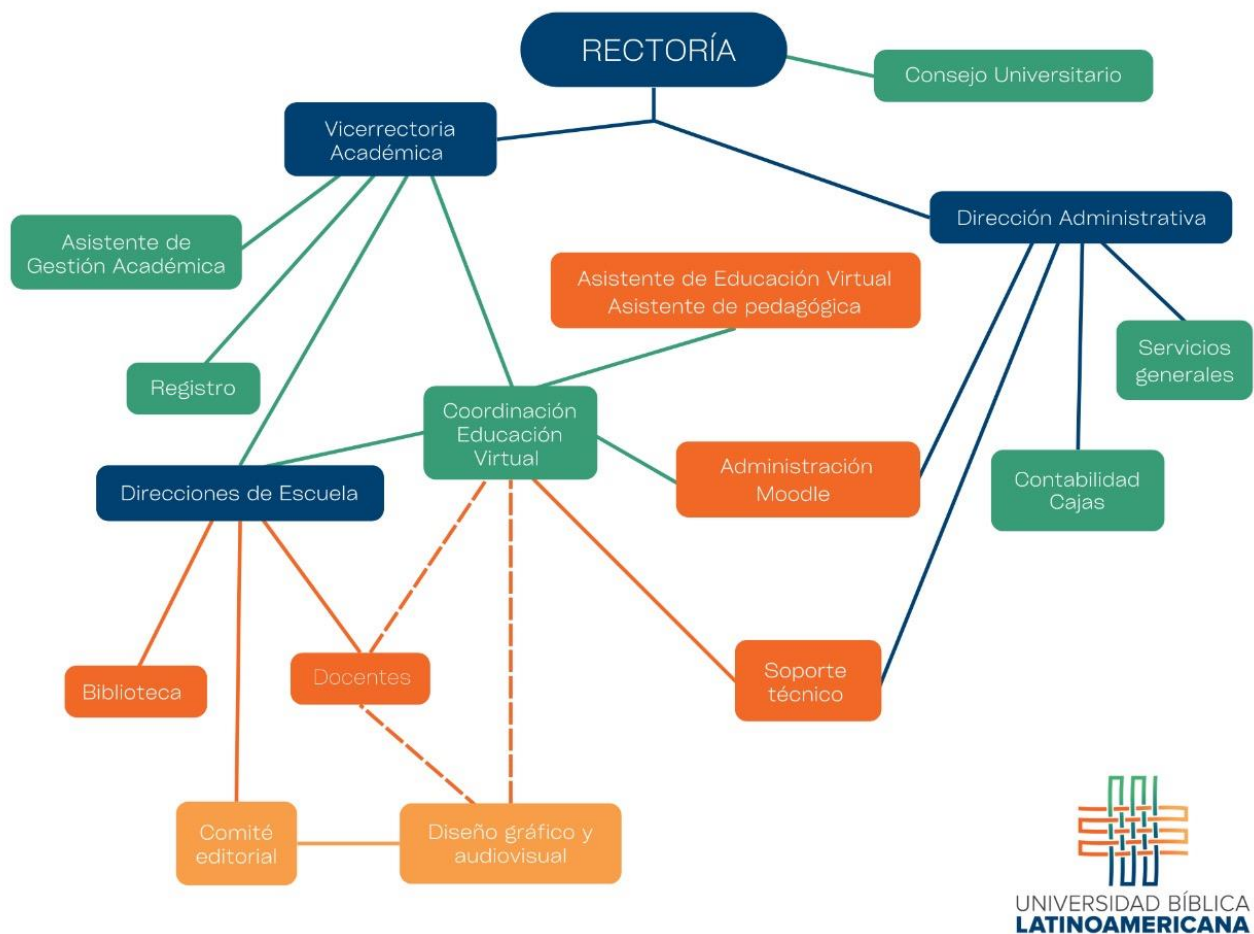 RECTORÍA
Consejo Universitario
Vicerrectoria
Académica
Dirección Administrativa
Asistente de
Gestión Académica
Asistente de Educación Virtual
Asistente de pedagógica
Servicios
generales
Registro
Coordinación
Educación
Virtual
Administración
Moodle
Contabilidad
Cajas
Direcciones de Escuela
Biblioteca
Docentes
Soporte
técnico
Comité
editorial
Diseño gráfico y
audiovisual
UNIVERSIDAD BÍBLICA
LATINOAMERICANA